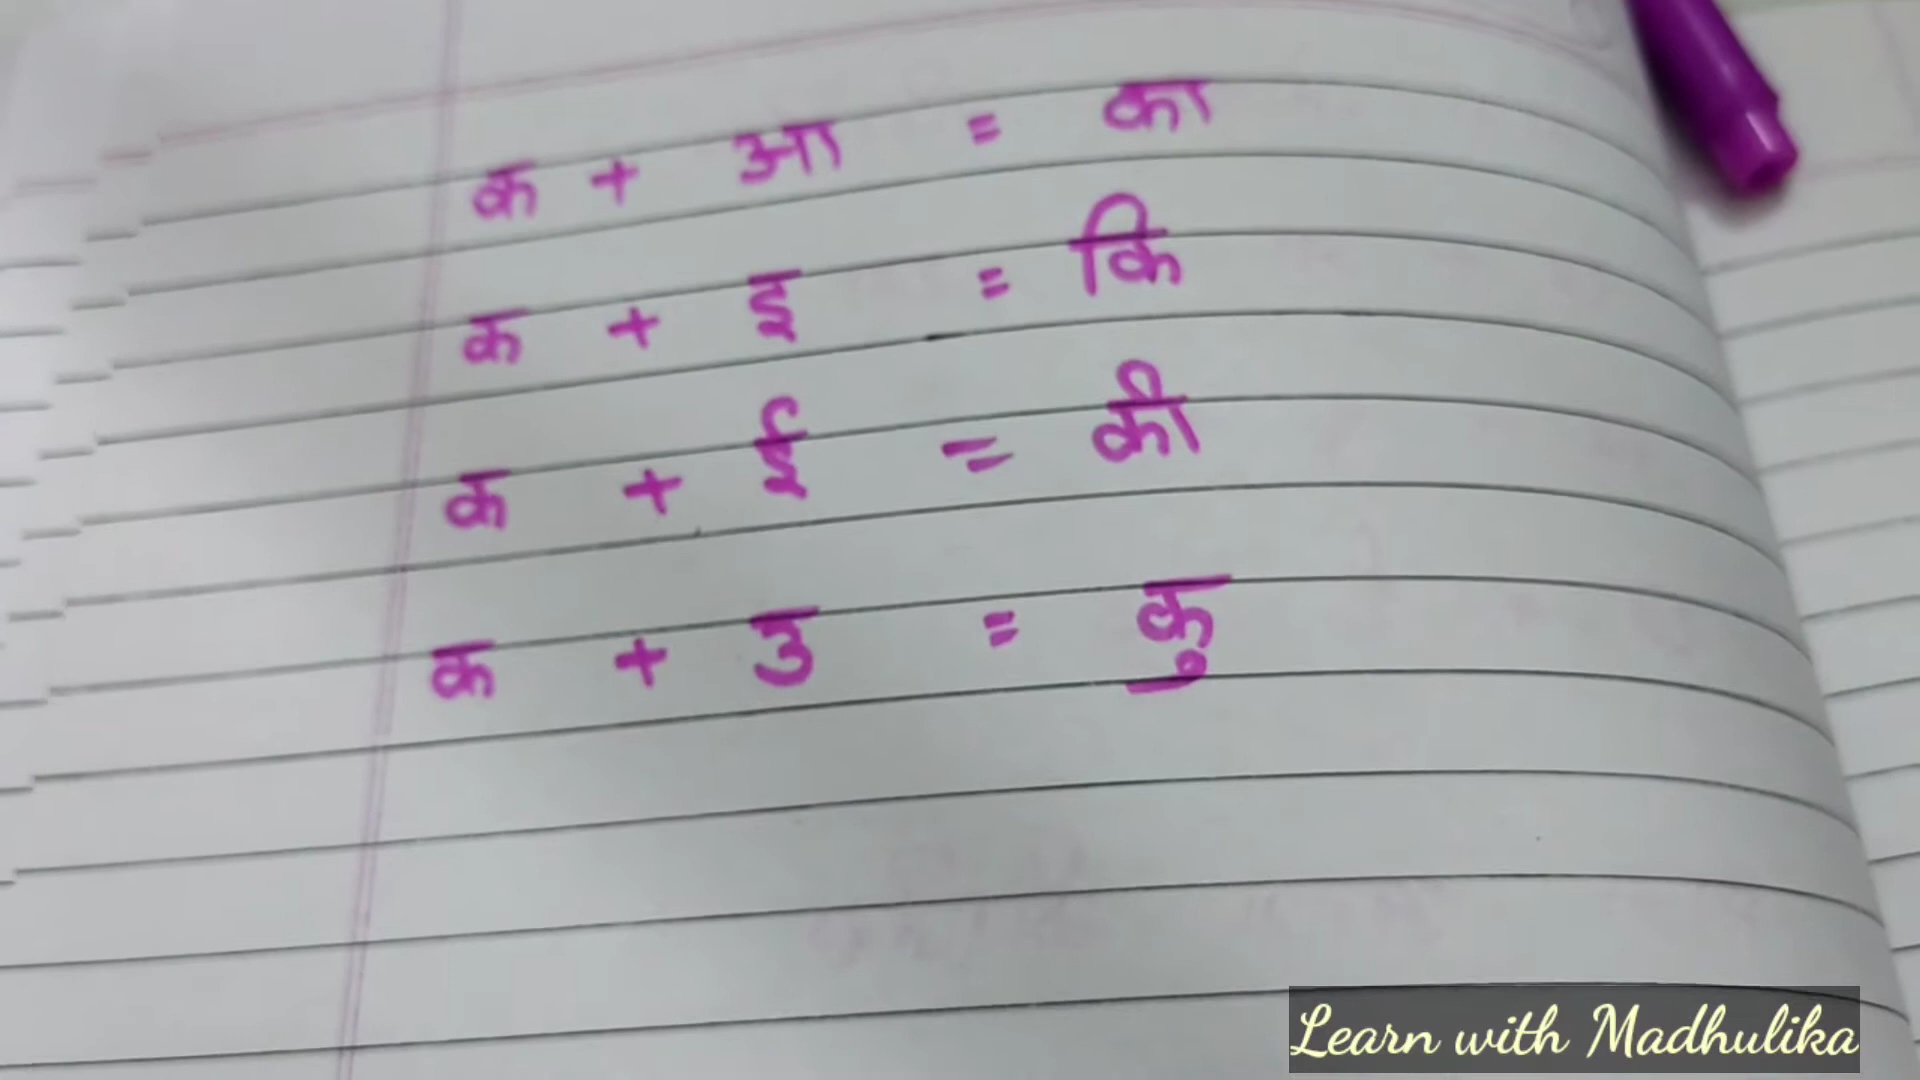 क + आ = का
क + इ = कि
क + ई = की
क + उ = कु
Learn with Madhulika